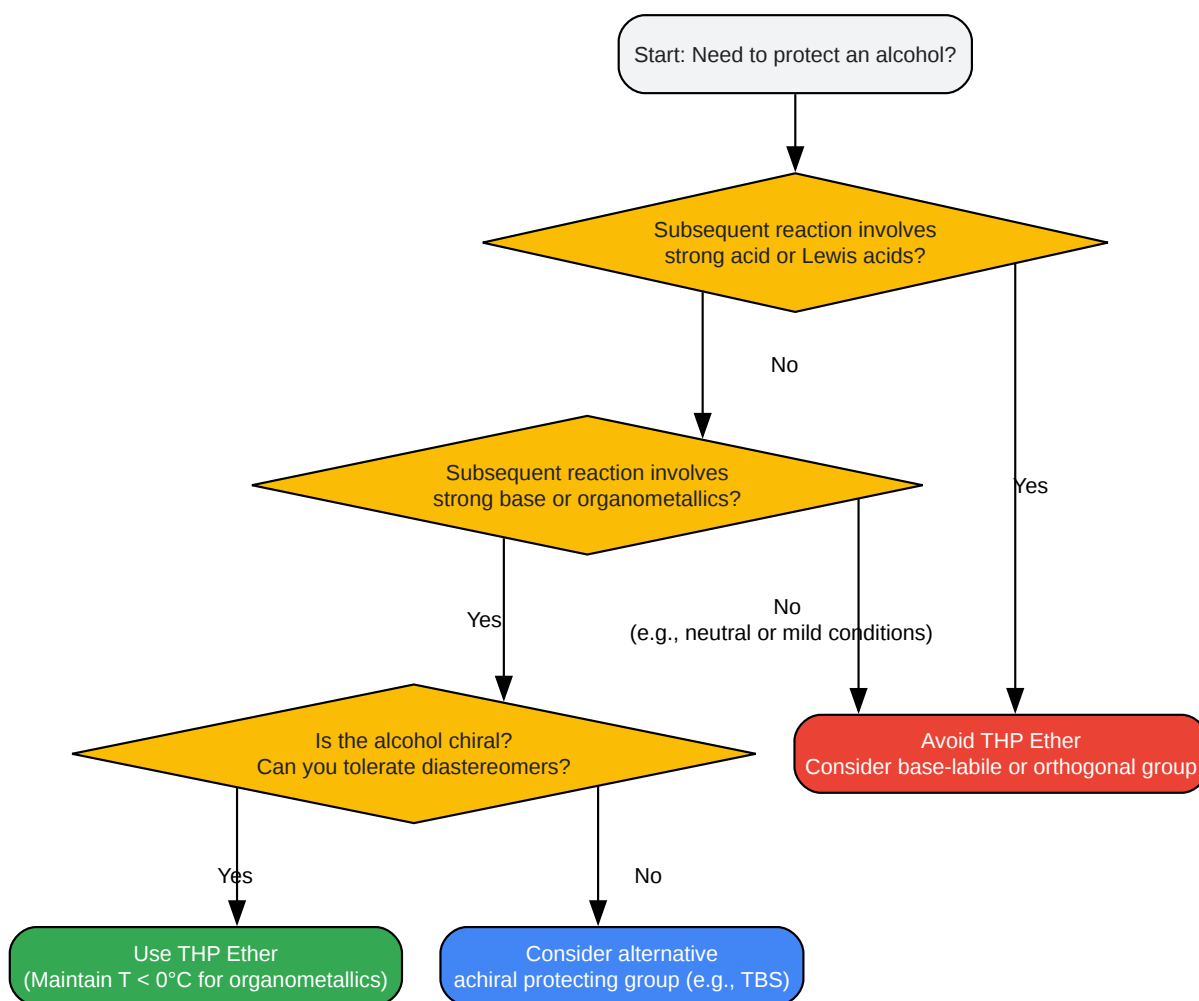 Start: Need to protect an alcohol?
Subsequent reaction involves
strong acid or Lewis acids?
No
Subsequent reaction involves
strong base or organometallics?
Yes
Yes
No
(e.g., neutral or mild conditions)
Is the alcohol chiral?
Can you tolerate diastereomers?
Avoid THP Ether
Consider base-labile or orthogonal group
Yes
No
Use THP Ether
(Maintain T < 0°C for organometallics)
Consider alternative
achiral protecting group (e.g., TBS)